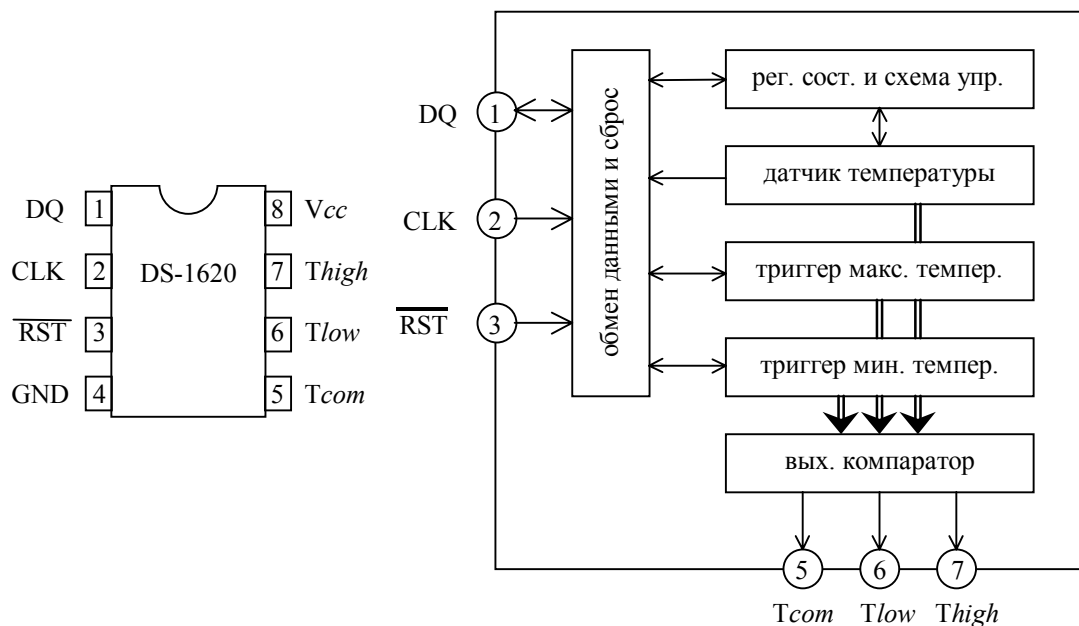 DQ 1 8 Vcc
CLK 2 DS-1620 7 Thigh
RST 3 6 Tlow
GND 4 5 Tcom
DQ 1
CLK 2
RST 3
обмен данными и сброс
рег. сост. и схема упр.
датчик температуры
триггер макс. темпер.
триггер мин. темпер.
вых. компаратор
5 6 7
Tcom Tlow Thigh